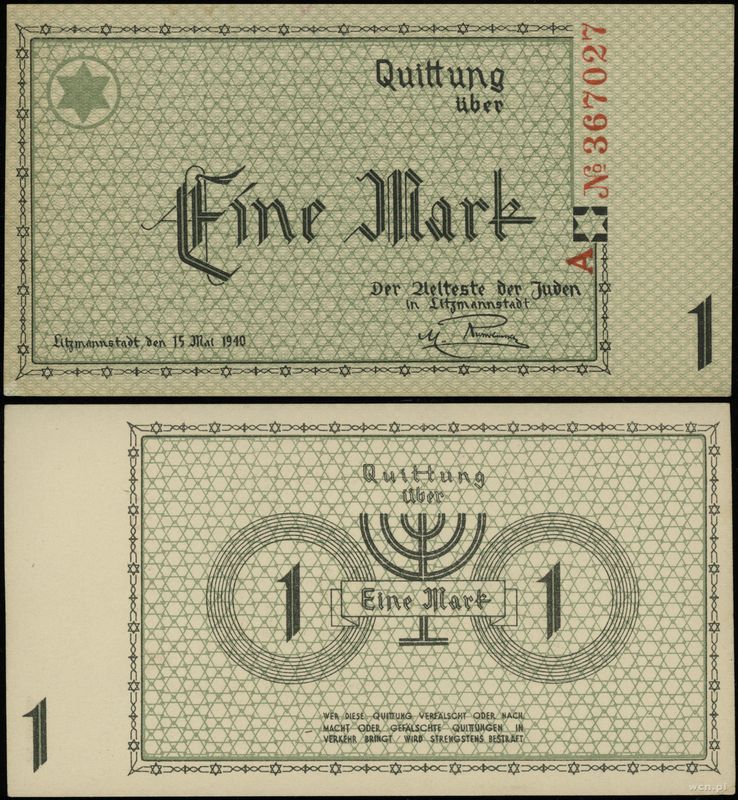 Quittung
über
Eine Mark
Der Aelteste der Juden
in Litzmannstadt
Litzmannstadt, den 15 Mai 1940
A № 367027
1
Quittung
über
1 Eine Mark 1
WER DIESE QUITTUNG VERFÄLSCHT ODER NACH
MACHT ODER GEFÄLSCHTE QUITTUNGEN IN
VERKEHR BRINGT WIRD STRENGSTENS BESTRAFT
1
wcn.pl